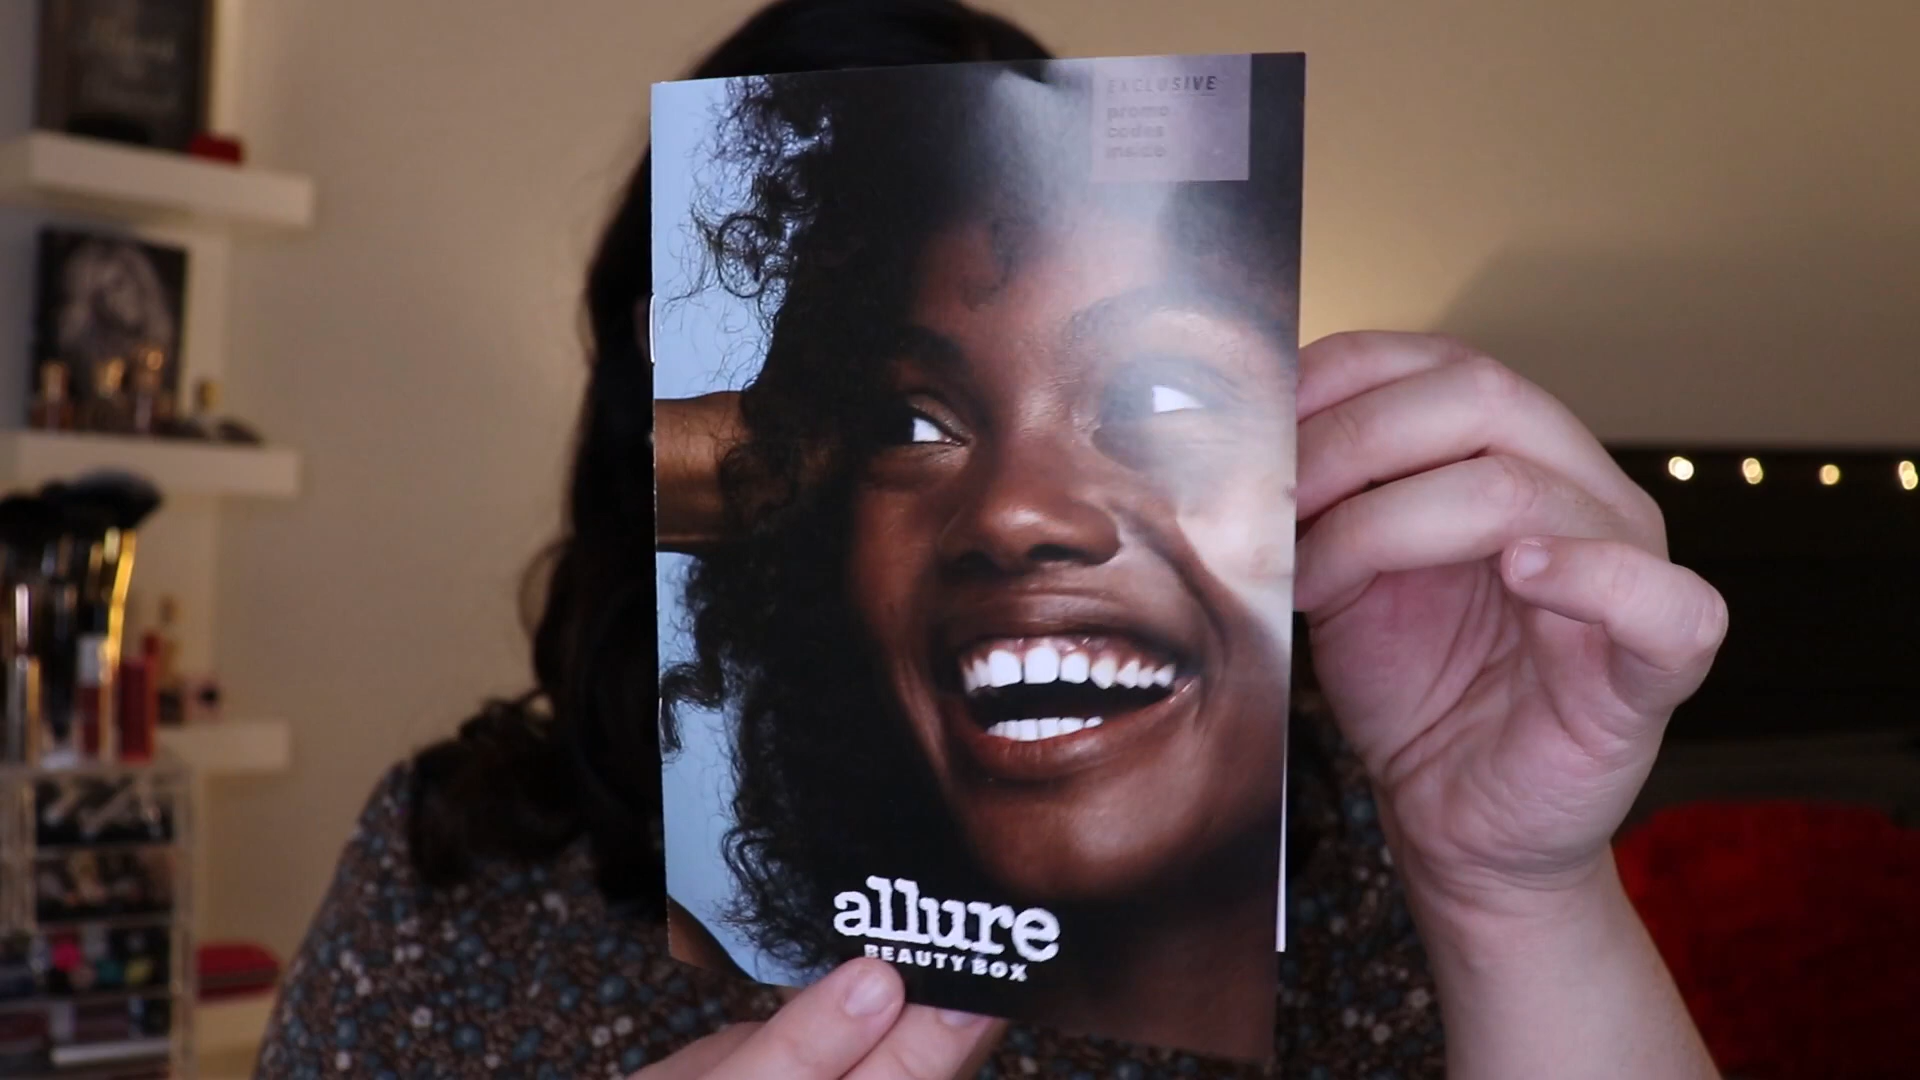 EXCLUSIVE
promo
codes
inside
allure
BEAUTY BOX